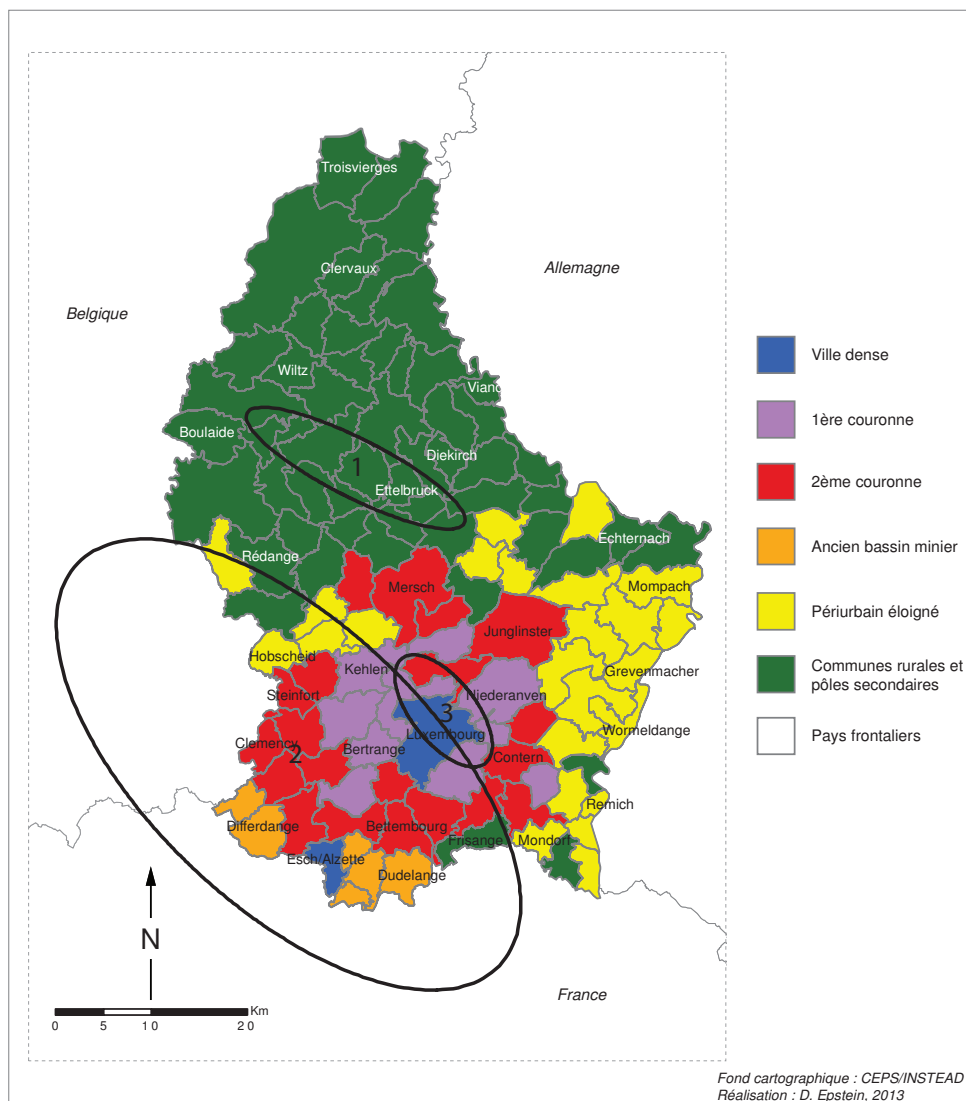 Troisvierges
Clervaux
Allemagne
Belgique
Wiltz
Viand
Boulaide
Diekirch
1
Ettelbruck
Echternach
Rédange
Mompach
Mersch
Junglinster
Hobscheid
Kehlen
Grevenmacher
Steinfort
Niederanven
3
Wormeldange
Luxembourg
Clemency
2
Bertrange
Contern
Remich
Differdange
Bettembourg
Frisange
Mondorf
Esch/Alzette
Dudelange
N
France
Km
0 5 10 20
Ville dense
1ère couronne
2ème couronne
Ancien bassin minier
Périurbain éloigné
Communes rurales et
pôles secondaires
Pays frontaliers
Fond cartographique : CEPS/INSTEAD
Réalisation : D. Epstein, 2013